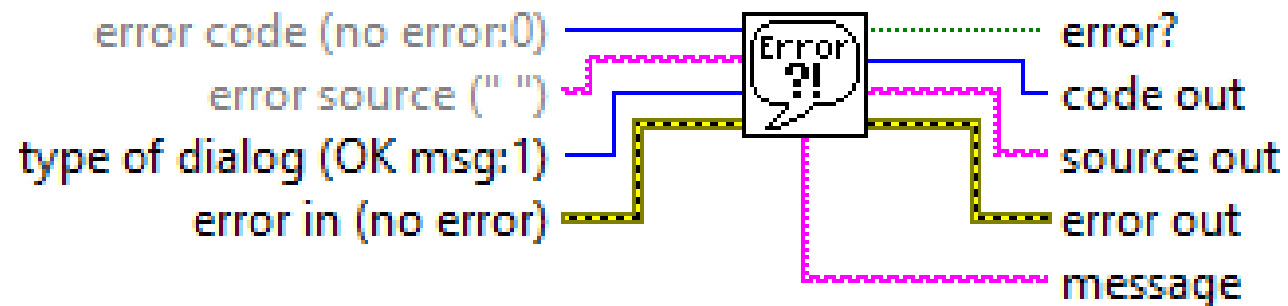 error code (no error:0)
error source (" ")
type of dialog (OK msg:1)
error in (no error)
Error
?!
error?
code out
source out
error out
message